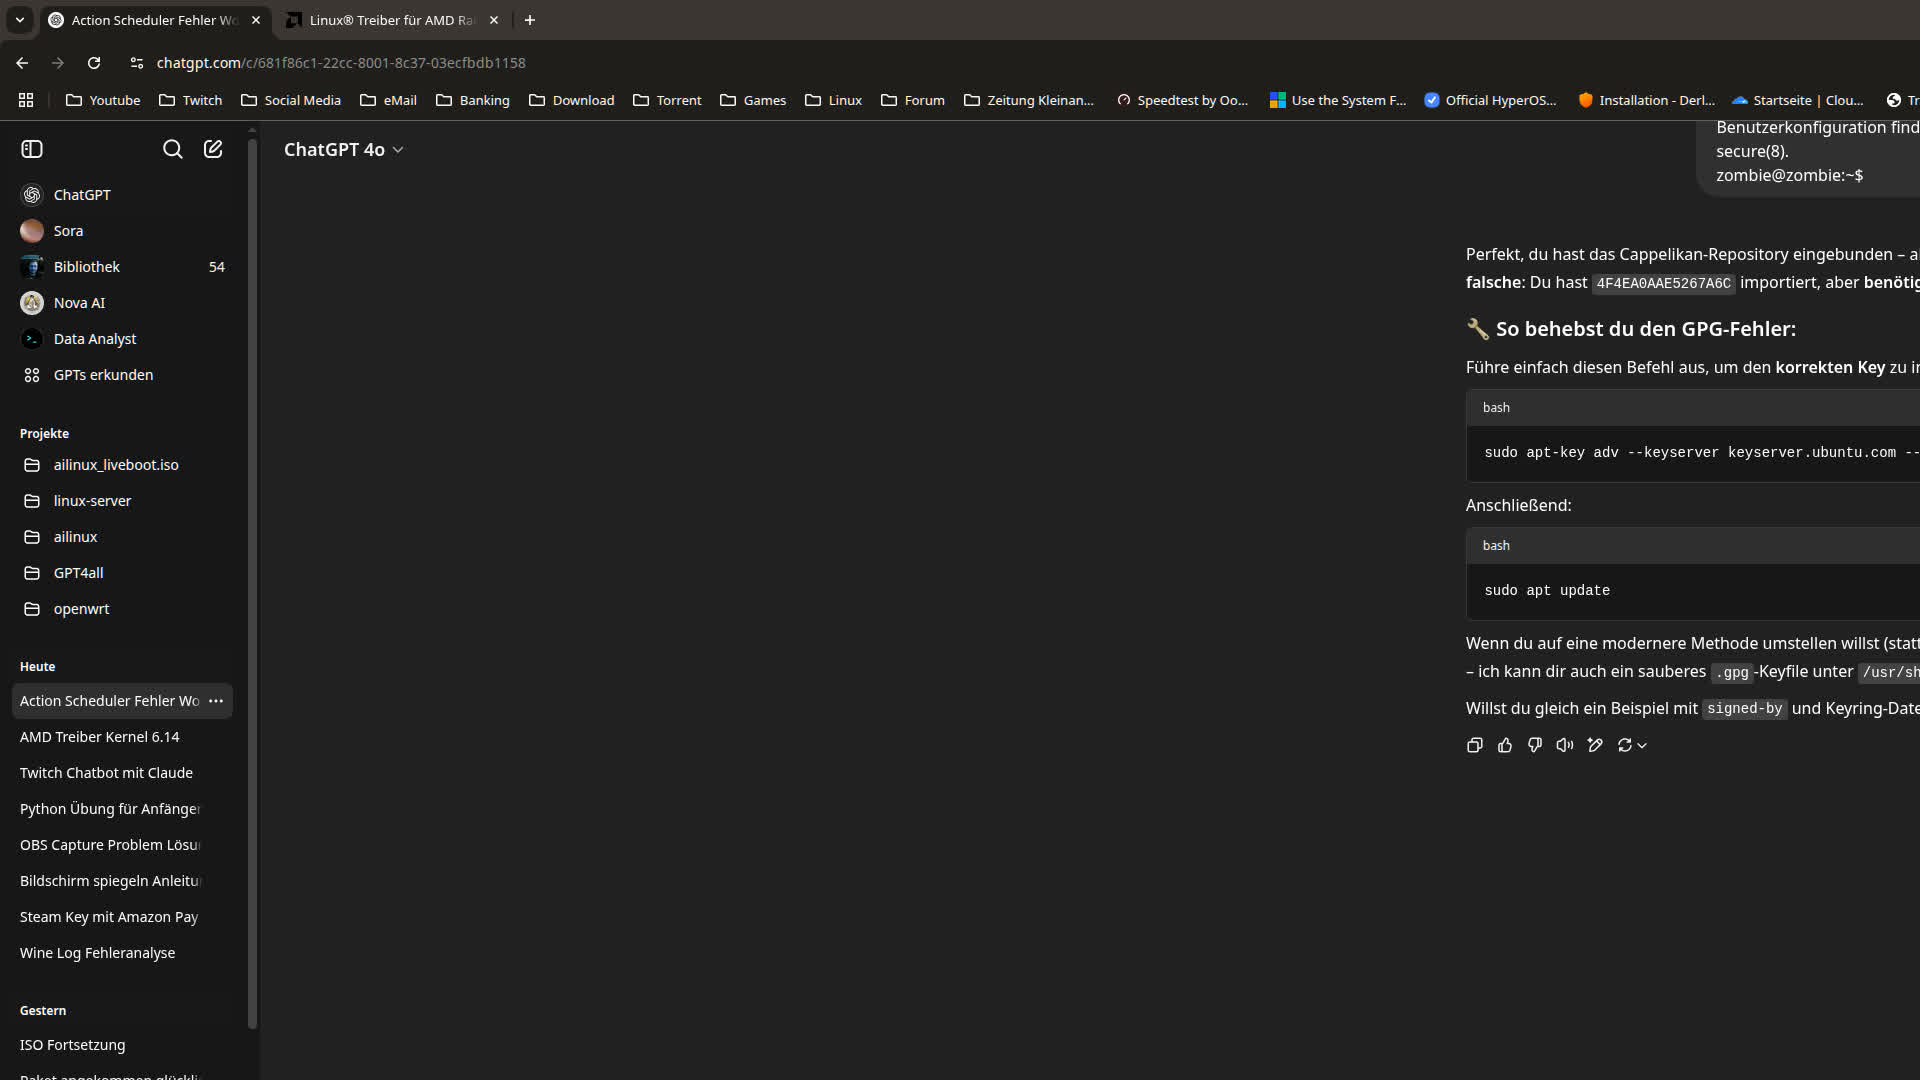 Action Scheduler Fehler Wo
Linux® Treiber für AMD Ra
chatgpt.com/c/681f86c1-22cc-8001-8c37-03ecfbdb1158
Youtube
Twitch
Social Media
eMail
Banking
Download
Torrent
Games
Linux
Forum
Zeitung Kleinan...
Speedtest by Oo...
Use the System F...
Official HyperOS...
Installation - Derl...
Startseite | Clou...
Tr
ChatGPT
Sora
Bibliothek 54
Nova AI
Data Analyst
GPTs erkunden
Projekte
ailinux_liveboot.iso
linux-server
ailinux
GPT4all
openwrt
Heute
Action Scheduler Fehler Wo
AMD Treiber Kernel 6.14
Twitch Chatbot mit Claude
Python Übung für Anfänger
OBS Capture Problem Lösu
Bildschirm spiegeln Anleitu
Steam Key mit Amazon Pay
Wine Log Fehleranalyse
Gestern
ISO Fortsetzung
ChatGPT 4o
Benutzerkonfiguration find
secure(8).
zombie@zombie:~$
Perfekt, du hast das Cappelikan-Repository eingebunden – a
falsche: Du hast 4F4EA0AAE5267A6C importiert, aber benötig
🔧 So behebst du den GPG-Fehler:
Führe einfach diesen Befehl aus, um den korrekten Key zu i
bash
sudo apt-key adv --keyserver keyserver.ubuntu.com --
Anschließend:
bash
sudo apt update
Wenn du auf eine modernere Methode umstellen willst (statt
– ich kann dir auch ein sauberes .gpg-Keyfile unter /usr/sh
Willst du gleich ein Beispiel mit signed-by und Keyring-Date